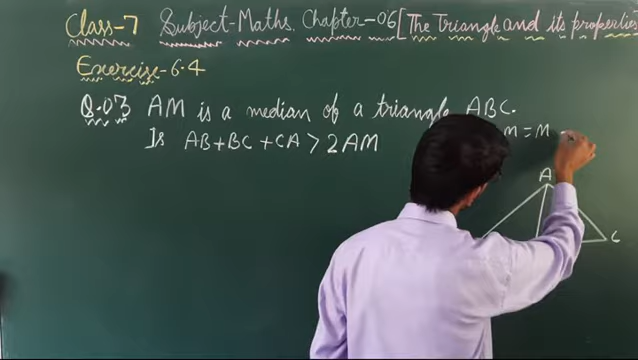 Class-7 Subject-Maths, Chapter-06[The Triangle and its properties
Exercise-6.4
Q.03 AM is a median of a triangle ABC.
Is AB+BC+CA > 2AM
M = M
A
C